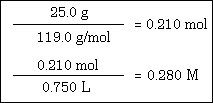 25.0 g
= 0.210 mol
119.0 g/mol
0.210 mol
= 0.280 M
0.750 L